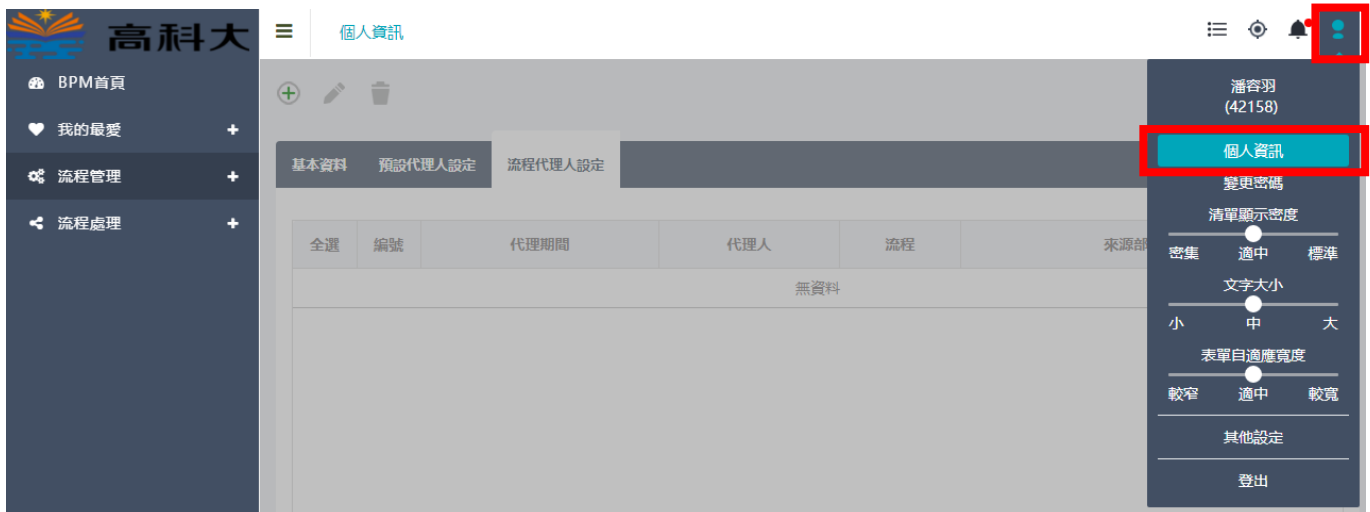 高科大
個人資訊
BPM首頁
我的最愛
流程管理
流程處理
基本資料 預設代理人設定 流程代理人設定
全選 編號 代理期間 代理人 流程 來源部
無資料
潘容羽
(42158)
個人資訊
變更密碼
清單顯示密度
密集 適中 標準
文字大小
小 中 大
表單自適應寬度
較窄 適中 較寬
其他設定
登出